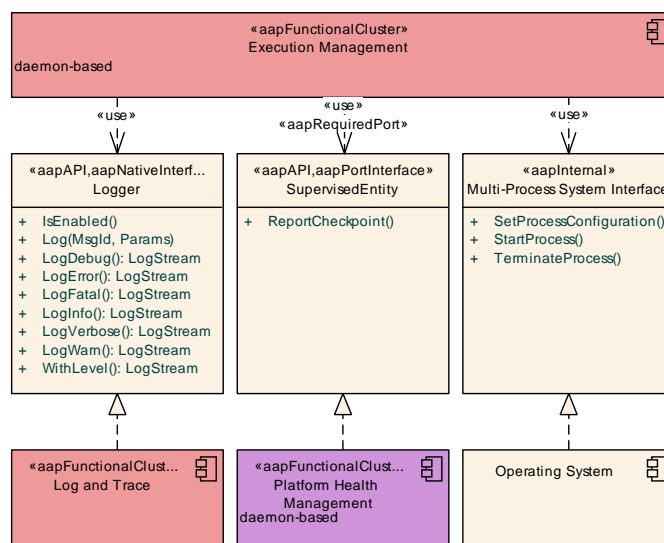 «aapFunctionalCluster»
Execution Management
daemon-based
«use»
«use»
«aapRequiredPort»
«use»
«aapAPI,aapNativeInterf...
Logger
+ IsEnabled()
+ Log(MsgId, Params)
+ LogDebug(): LogStream
+ LogError(): LogStream
+ LogFatal(): LogStream
+ LogInfo(): LogStream
+ LogVerbose(): LogStream
+ LogWarn(): LogStream
+ WithLevel(): LogStream
«aapAPI,aapPortInterface»
SupervisedEntity
+ ReportCheckpoint()
«aapInternal»
Multi-Process System Interface
+ SetProcessConfiguration()
+ StartProcess()
+ TerminateProcess()
«aapFunctionalClust...
Log and Trace
«aapFunctionalClust...
Platform Health
Management
daemon-based
Operating System